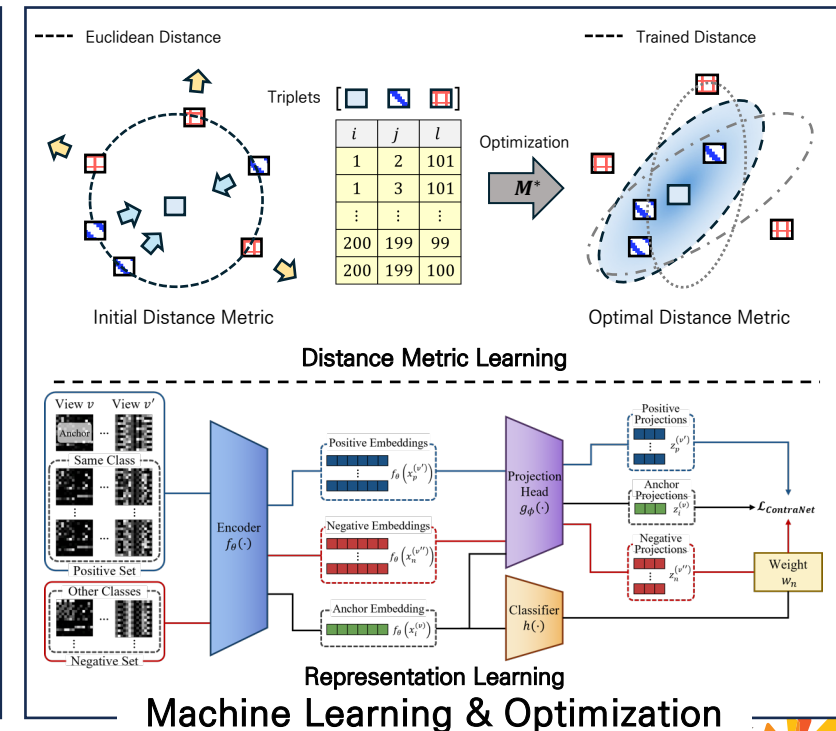 Euclidean Distance
Trained Distance
Triplets [ ]
i j l
1 2 101
1 3 101
⋮ ⋮ ⋮
200 199 99
200 199 100
Optimization
M*
Initial Distance Metric
Optimal Distance Metric
Distance Metric Learning
View v View v′
Anchor ...
Same Class
...
⋮ ⋮
...
Positive Set
Other Classes
...
⋮ ⋮
Negative Set
Encoder
fθ(·)
Positive Embeddings
⋮ fθ(xp^(v′))
Negative Embeddings
⋮ fθ(xn^(v′′))
Anchor Embedding
fθ(xi^(v))
Projection
Head
gϕ(·)
Classifier
h(·)
Positive
Projections
⋮ zp^(v′)
Anchor
Projections
zi^(v)
Negative
Projections
⋮ zn^(v′′)
ℒContraNet
Weight
wn
Representation Learning
Machine Learning & Optimization